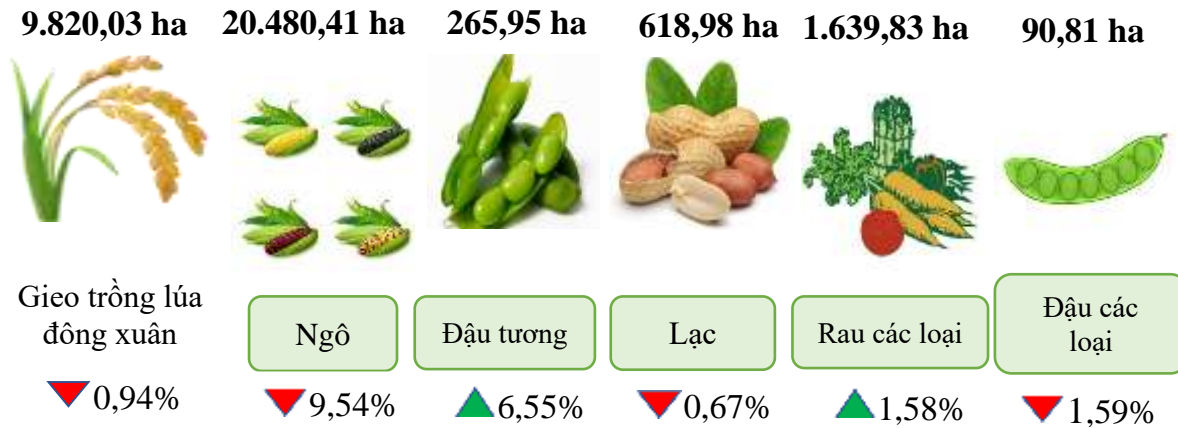 9.820,03 ha 20.480,41 ha 265,95 ha 618,98 ha 1.639,83 ha 90,81 ha
Gieo trồng lúa
đông xuân
Ngô
Đậu tương
Lạc
Rau các loại
Đậu các
loại
0,94% 9,54% 6,55% 0,67% 1,58% 1,59%